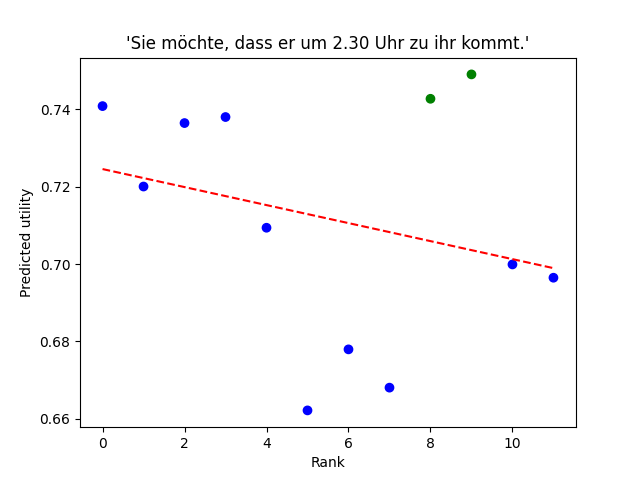 'Sie möchte, dass er um 2.30 Uhr zu ihr kommt.'
0.74
0.72
0.70
0.68
0.66
Predicted utility
0 2 4 6 8 10
Rank